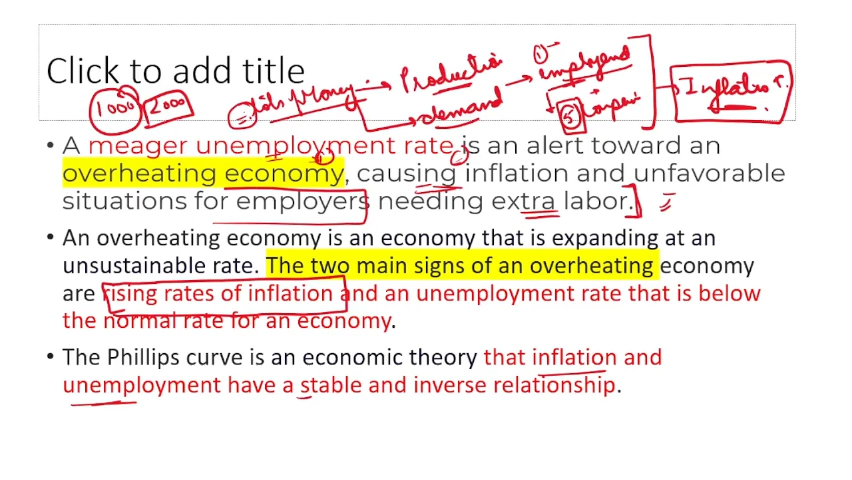 Click to add title
1000
2000
Money
Production
demand
①
employend
⑤
Inflatio ↑
• A meager unemployment rate is an alert toward an
overheating economy, causing inflation and unfavorable
situations for employers needing extra labor.
• An overheating economy is an economy that is expanding at an
unsustainable rate. The two main signs of an overheating economy
are rising rates of inflation and an unemployment rate that is below
the normal rate for an economy.
• The Phillips curve is an economic theory that inflation and
unemployment have a stable and inverse relationship.